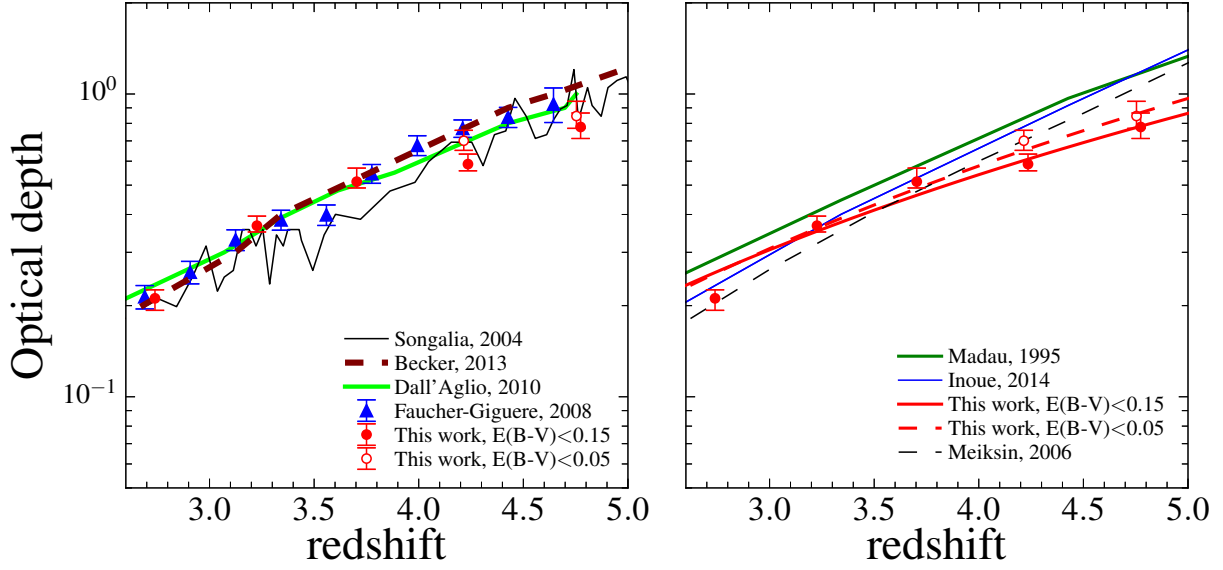 Optical depth
10^0
10^-1
Songalia, 2004
Becker, 2013
Dall'Aglio, 2010
Faucher-Giguere, 2008
This work, E(B-V)<0.15
This work, E(B-V)<0.05
3.0 3.5 4.0 4.5 5.0
redshift
Madau, 1995
Inoue, 2014
This work, E(B-V)<0.15
This work, E(B-V)<0.05
Meiksin, 2006
3.0 3.5 4.0 4.5 5.0
redshift